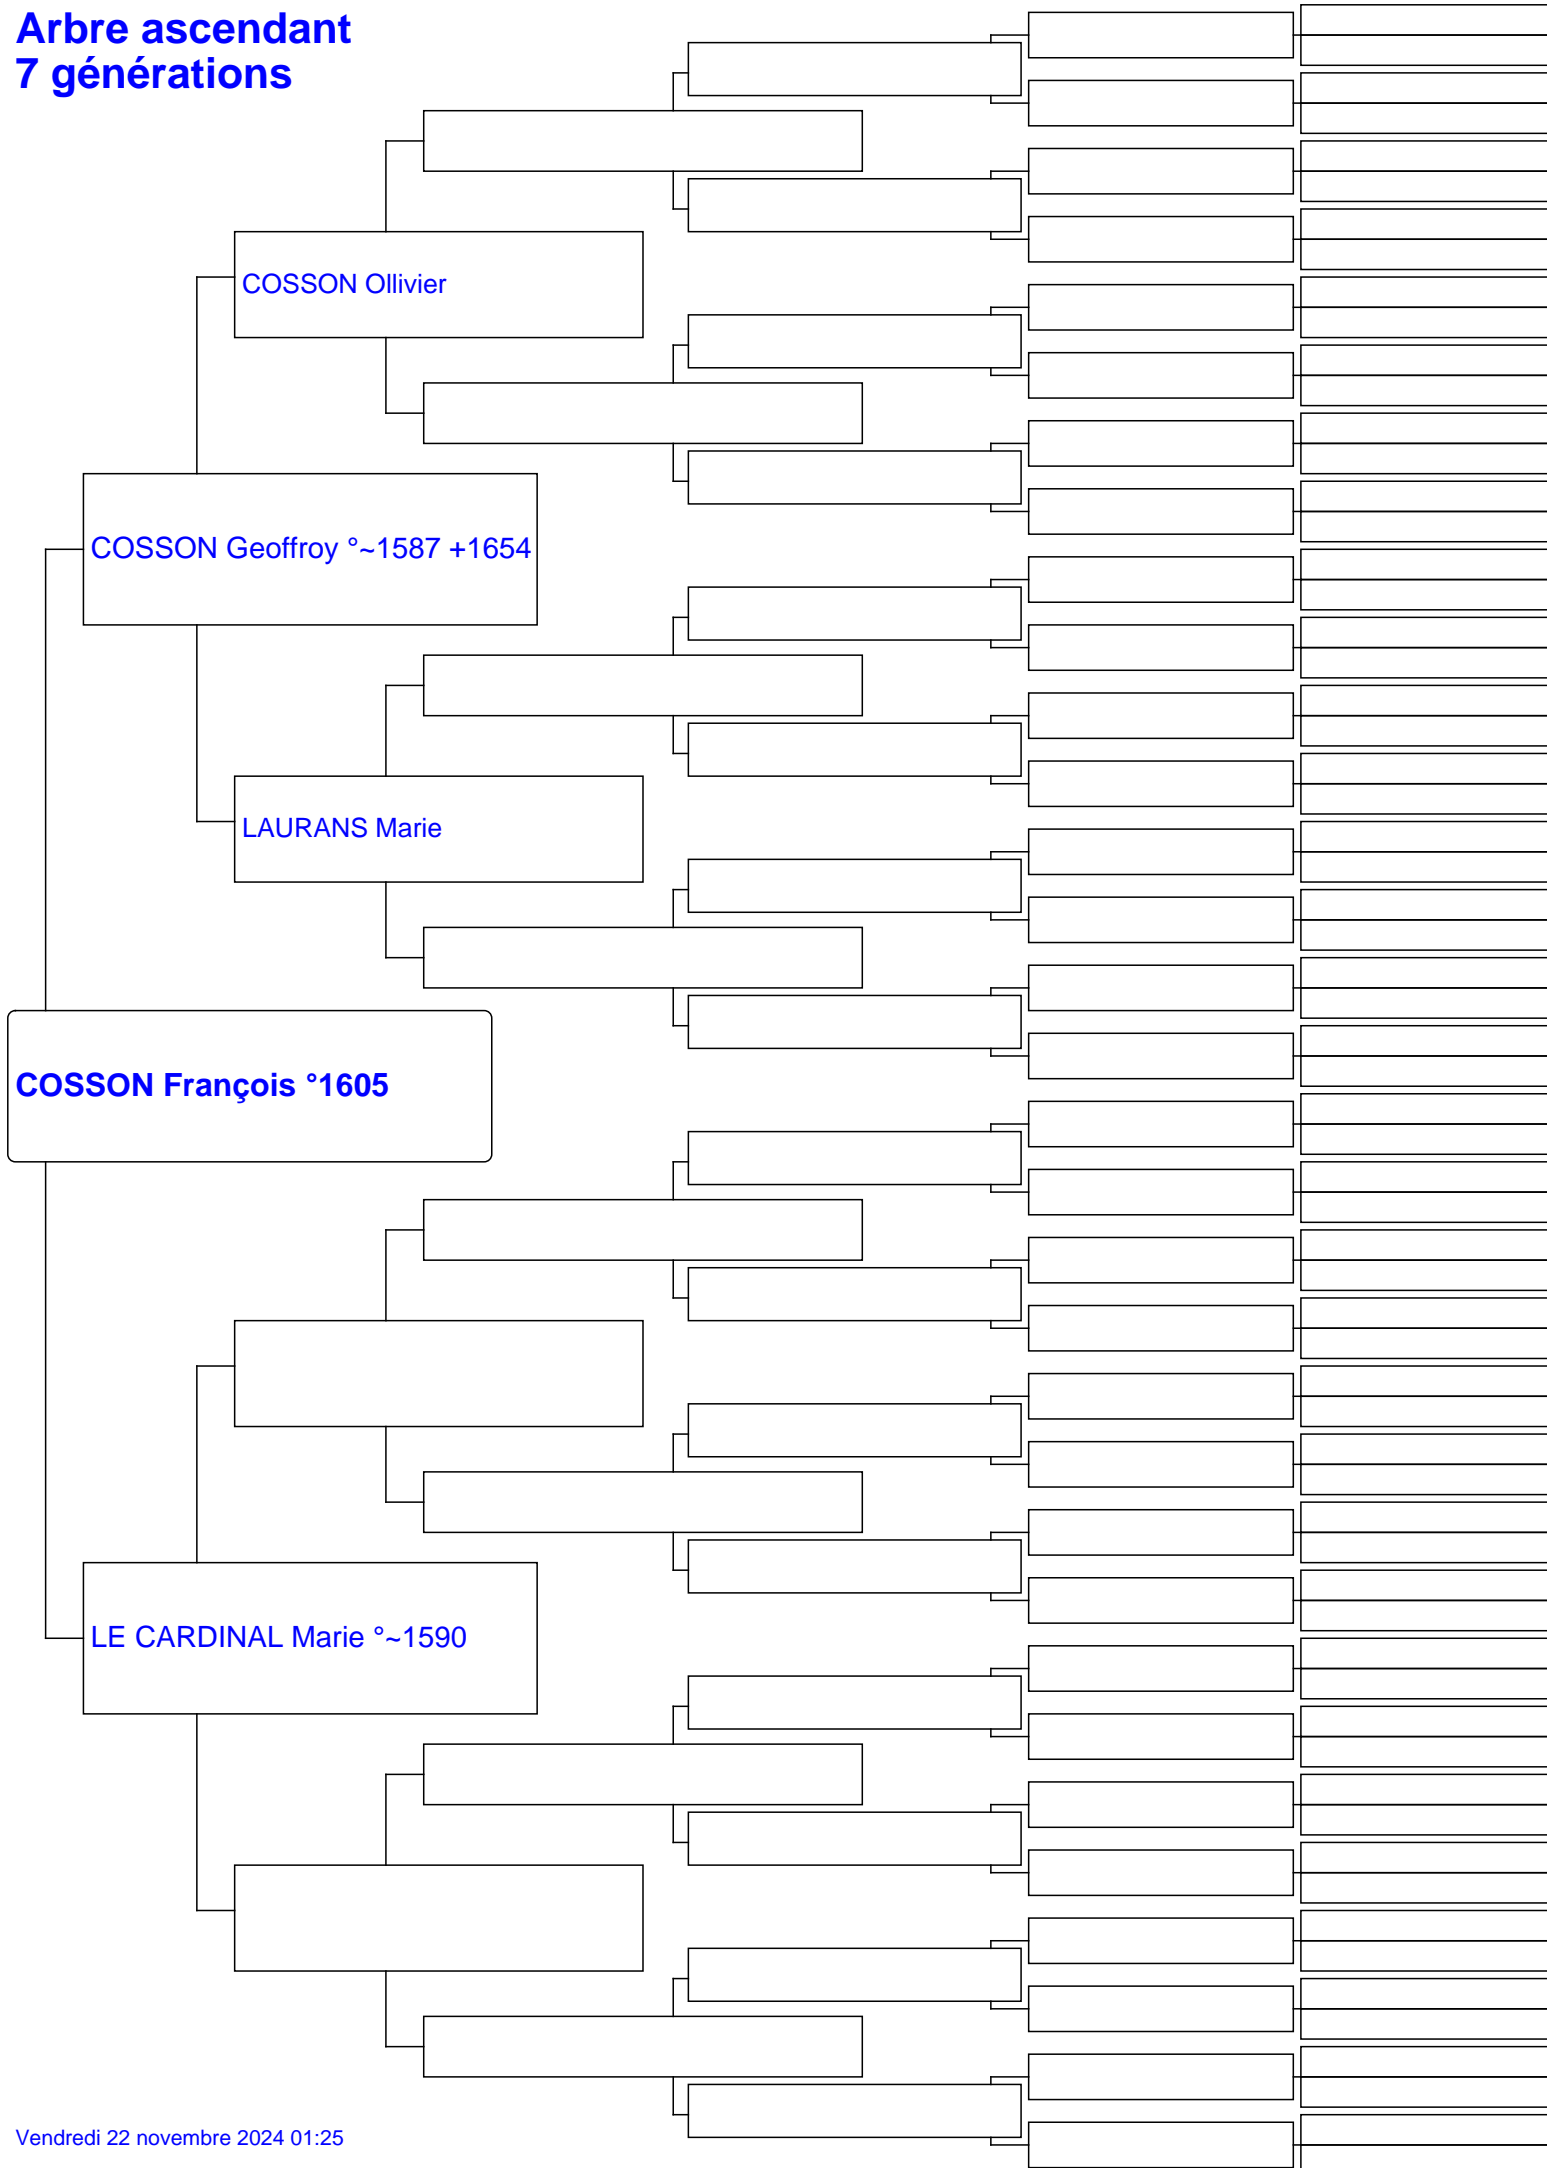 Arbre ascendant
7 générations
COSSON Ollivier
COSSON Geoffroy °~1587 +1654
LAURANS Marie
COSSON François °1605
LE CARDINAL Marie °~1590
Vendredi 22 novembre 2024 01:25